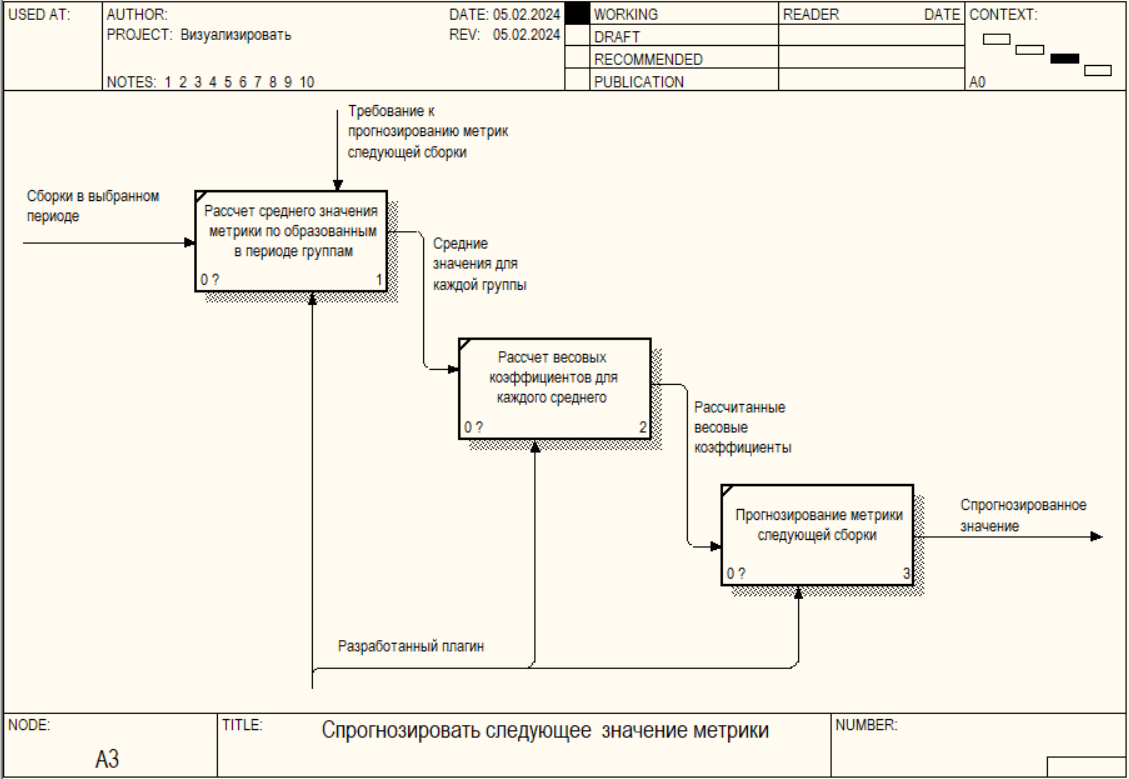 USED AT:
AUTHOR:
DATE: 05.02.2024
WORKING
READER
DATE
CONTEXT:
PROJECT: Визуализировать
REV: 05.02.2024
DRAFT
RECOMMENDED
NOTES: 1 2 3 4 5 6 7 8 9 10
PUBLICATION
A0
Требование к
прогнозированию метрик
следующей сборки
Сборки в выбранном
периоде
Рассчет среднего значения
метрики по образованным
в периоде группам
0 ?
1
Средние
значения для
каждой группы
Рассчет весовых
коэффициентов для
каждого среднего
0 ?
2
Рассчитанные
весовые
коэффициенты
Прогнозирование метрики
следующей сборки
0 ?
3
Спрогнозированное
значение
Разработанный плагин
NODE:
A3
TITLE:
Спрогнозировать следующее значение метрики
NUMBER: